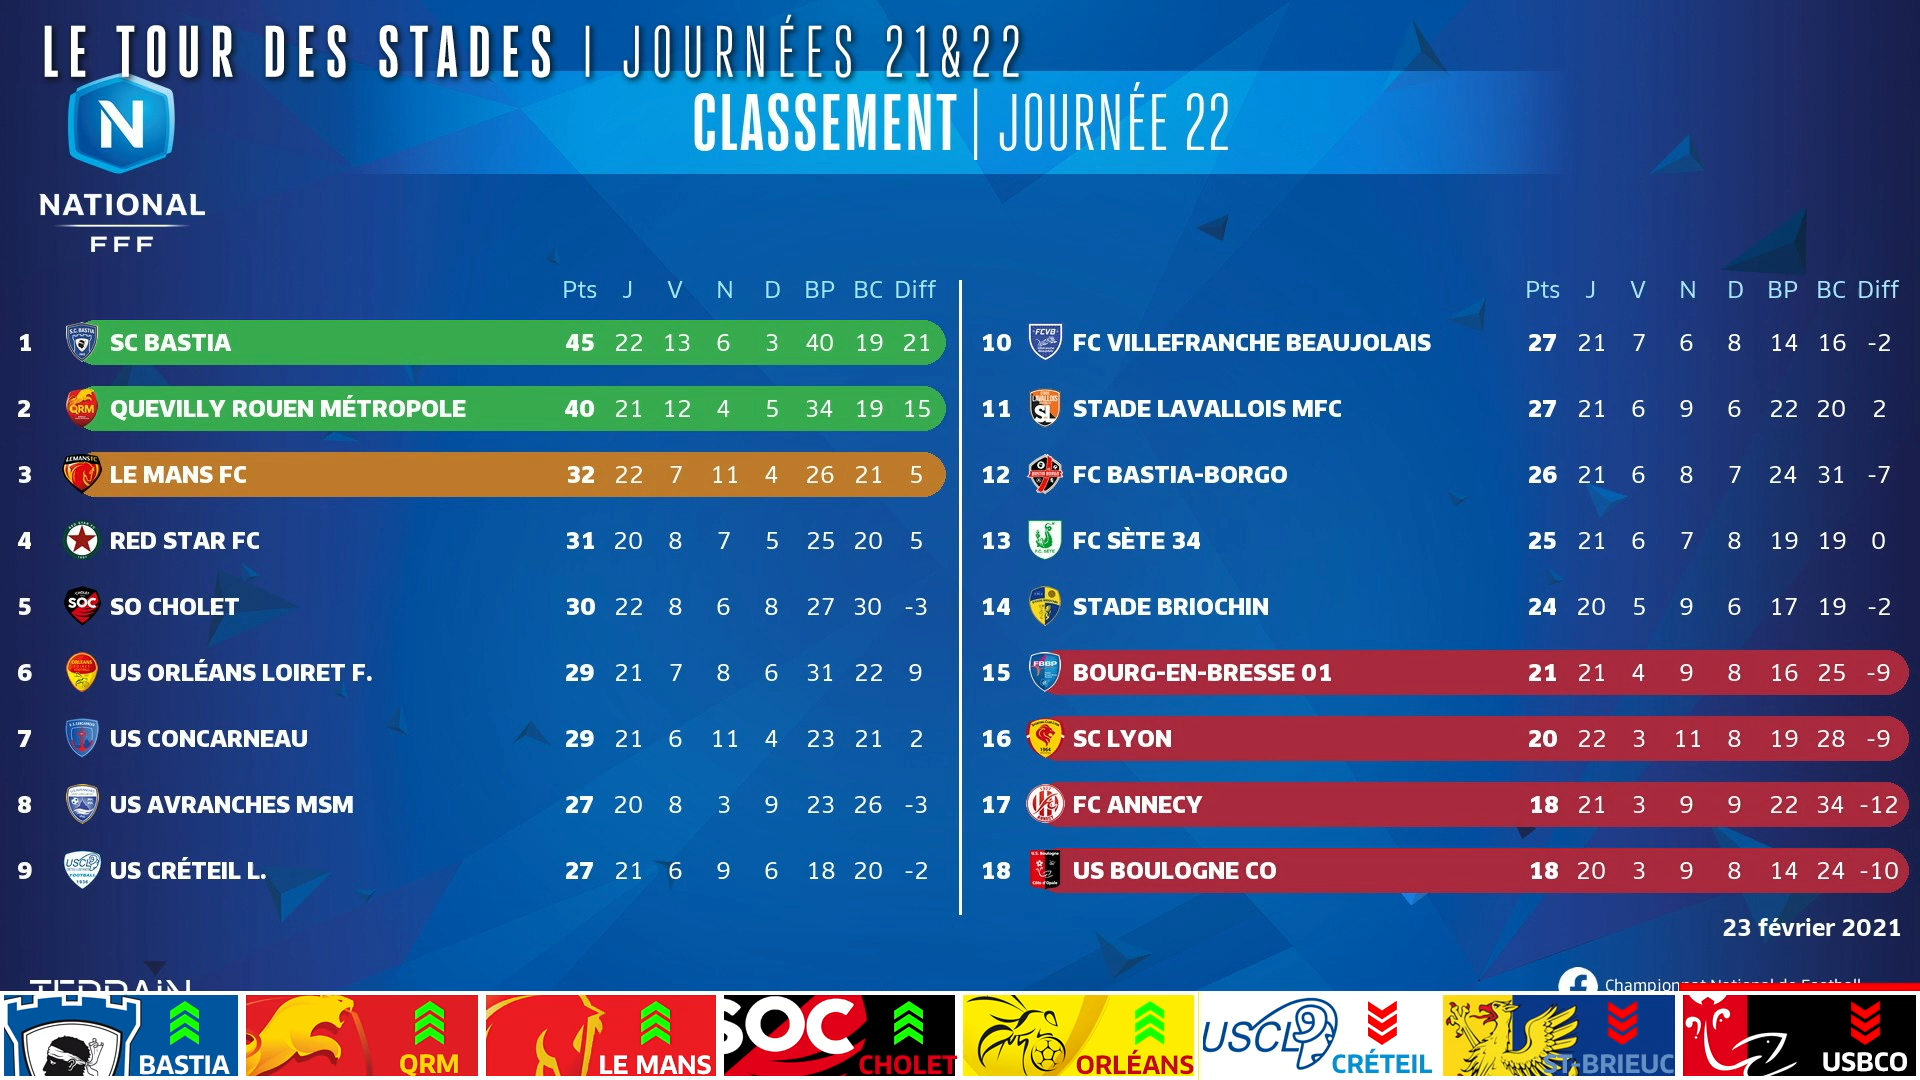 LE TOUR DES STADES | JOURNÉES 21&22
CLASSEMENT | JOURNÉE 22
N
NATIONAL
FFF
Pts J V N D BP BC Diff
1 SC BASTIA 45 22 13 6 3 40 19 21
2 QRM QUEVILLY ROUEN MÉTROPOLE 40 21 12 4 5 34 19 15
3 LE MANS FC 32 22 7 11 4 26 21 5
4 RED STAR FC 31 20 8 7 5 25 20 5
5 SOC SO CHOLET 30 22 8 6 8 27 30 -3
6 US ORLÉANS LOIRET F. 29 21 7 8 6 31 22 9
7 US CONCARNEAU 29 21 6 11 4 23 21 2
8 US AVRANCHES MSM 27 20 8 3 9 23 26 -3
9 US CRÉTEIL L. 27 21 6 9 6 18 20 -2
Pts J V N D BP BC Diff
10 FCVB FC VILLEFRANCHE BEAUJOLAIS 27 21 7 6 8 14 16 -2
11 STADE LAVALLOIS MFC 27 21 6 9 6 22 20 2
12 FC BASTIA-BORGO 26 21 6 8 7 24 31 -7
13 FC SÈTE 34 25 21 6 7 8 19 19 0
14 STADE BRIOCHIN 24 20 5 9 6 17 19 -2
15 FBBP BOURG-EN-BRESSE 01 21 21 4 9 8 16 25 -9
16 SC LYON 20 22 3 11 8 19 28 -9
17 FC ANNECY 18 21 3 9 9 22 34 -12
18 US BOULOGNE CO 18 20 3 9 8 14 24 -10
23 février 2021
TERRAIN
Championnat National de Football
BASTIA
QRM
LE MANS
SOC
CHOLET
ORLÉANS
USCL
CRÉTEIL
ST-BRIEUC
USBCO